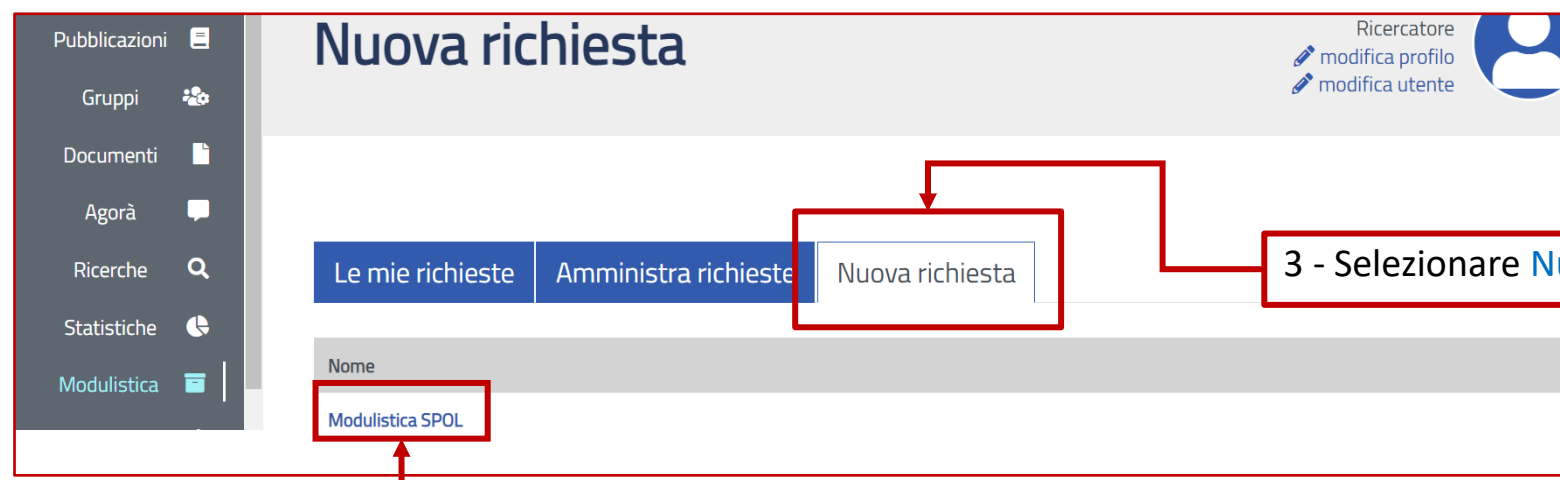 Pubblicazioni
Gruppi
Documenti
Agorà
Ricerche
Statistiche
Modulistica
Nuova richiesta
Ricercatore
modifica profilo
modifica utente
Le mie richieste
Amministra richieste
Nuova richiesta
3 - Selezionare
Nome
Modulistica SPOL